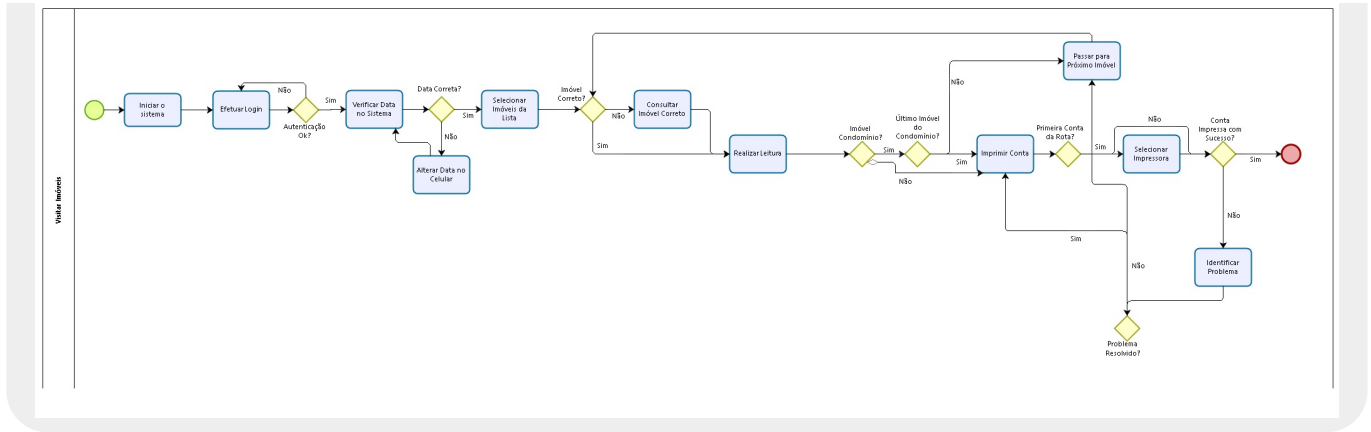 Visitar Imóveis
Iniciar o
sistema
Efetuar Login
Não
Autenticação
Ok?
Sim
Verificar Data
no Sistema
Data Correta?
Sim
Não
Alterar Data no
Celular
Selecionar
Imóveis da
Lista
Imóvel
Correto?
Não
Sim
Consultar
Imóvel Correto
Realizar Leitura
Imóvel
Condomínio?
Sim
Não
Último Imóvel
do
Condomínio?
Não
Sim
Passar para
Próximo Imóvel
Imprimir Conta
Primeira Conta
da Rota?
Sim
Não
Selecionar
Impressora
Conta
Impressa com
Sucesso?
Sim
Não
Identificar
Problema
Sim
Não
Problema
Resolvido?